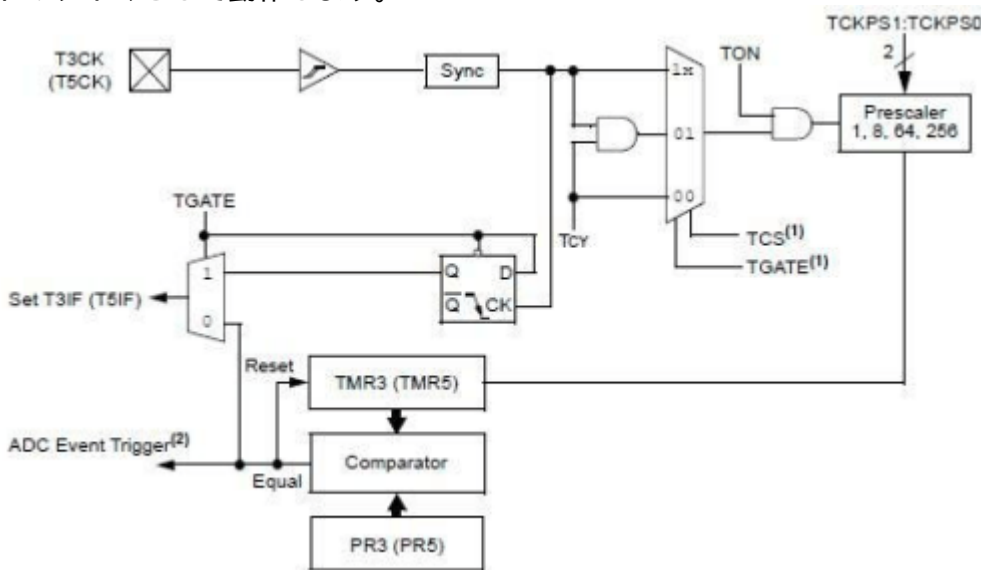 T3CK
(T5CK)
Sync
1x
01
00
TON
TCKPS1:TCKPS0
2
Prescaler
1, 8, 64, 256
TGATE
TCY
TCS(1)
TGATE(1)
1
0
Q
D
Q
CK
Set T3IF (T5IF)
Reset
TMR3 (TMR5)
ADC Event Trigger(2)
Equal
Comparator
PR3 (PR5)